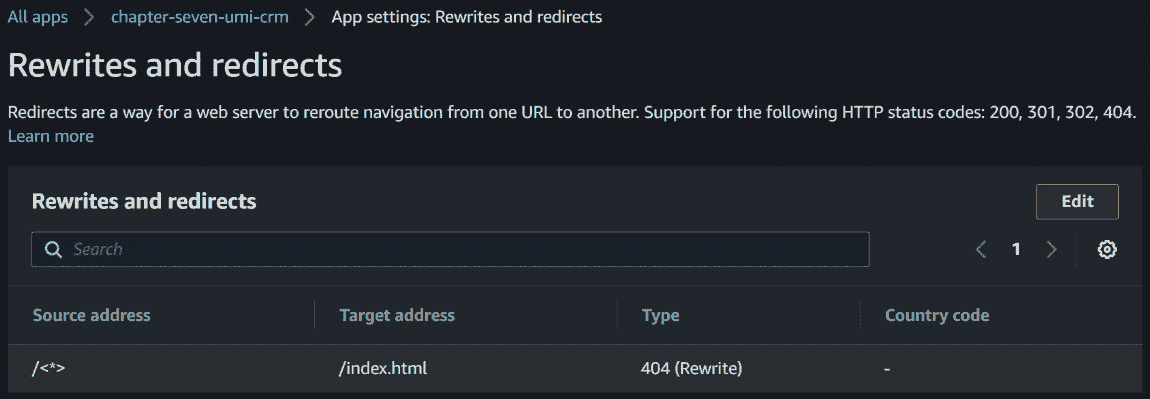 All apps > chapter-seven-umi-crm > App settings: Rewrites and redirects
Rewrites and redirects
Redirects are a way for a web server to reroute navigation from one URL to another. Support for the following HTTP status codes: 200, 301, 302, 404.
Learn more
Rewrites and redirects
Edit
Search
< 1 >
Source address Target address Type Country code
/<*> /index.html 404 (Rewrite) -